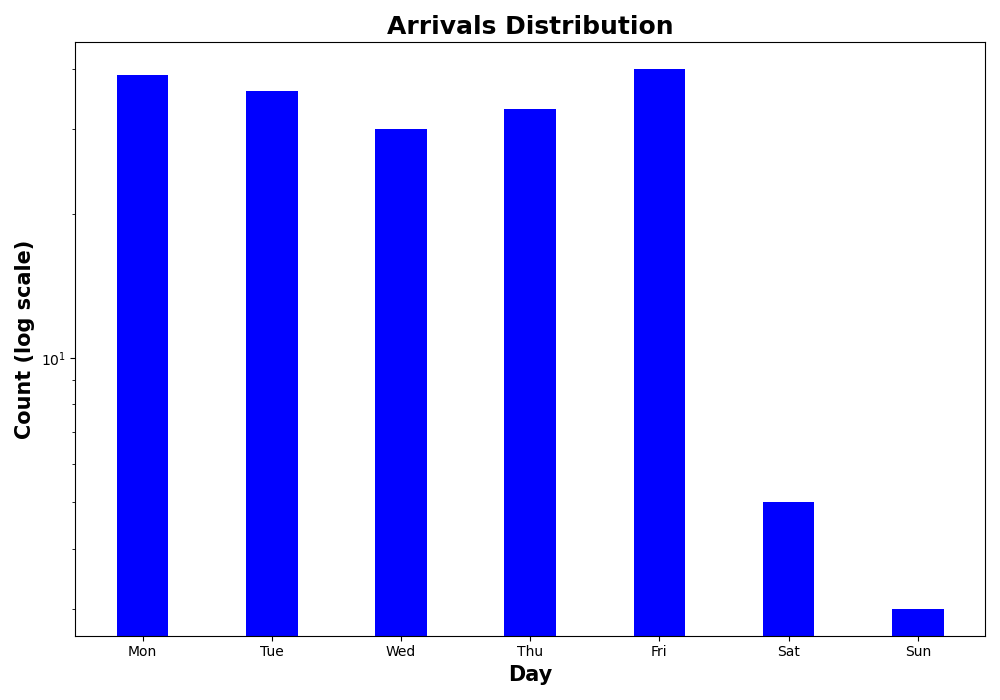 Arrivals Distribution
Count (log scale)
10¹
Mon Tue Wed Thu Fri Sat Sun
Day